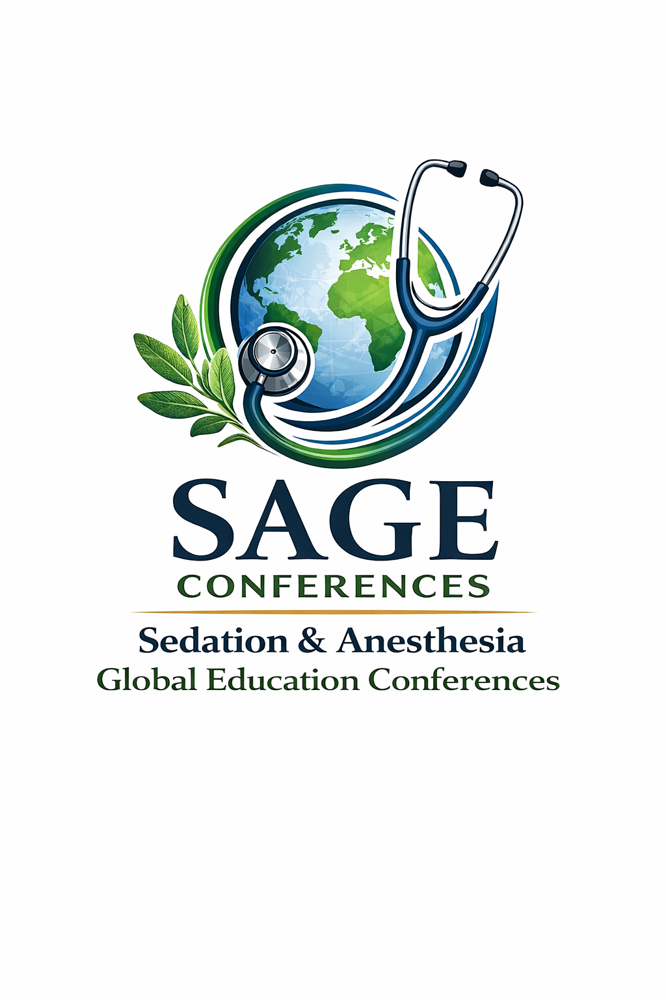 SAGE
CONFERENCES
Sedation & Anesthesia
Global Education Conferences